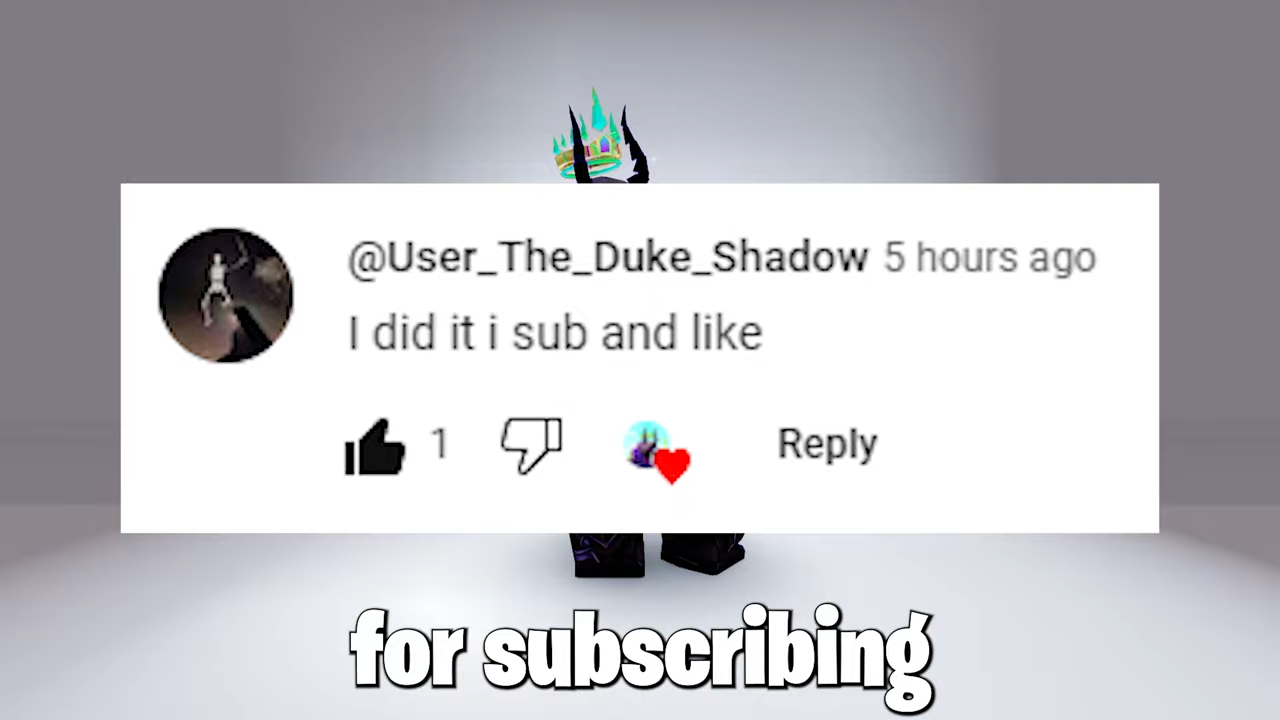 @User_The_Duke_Shadow 5 hours ago
I did it i sub and like
1 Reply
for subscribing